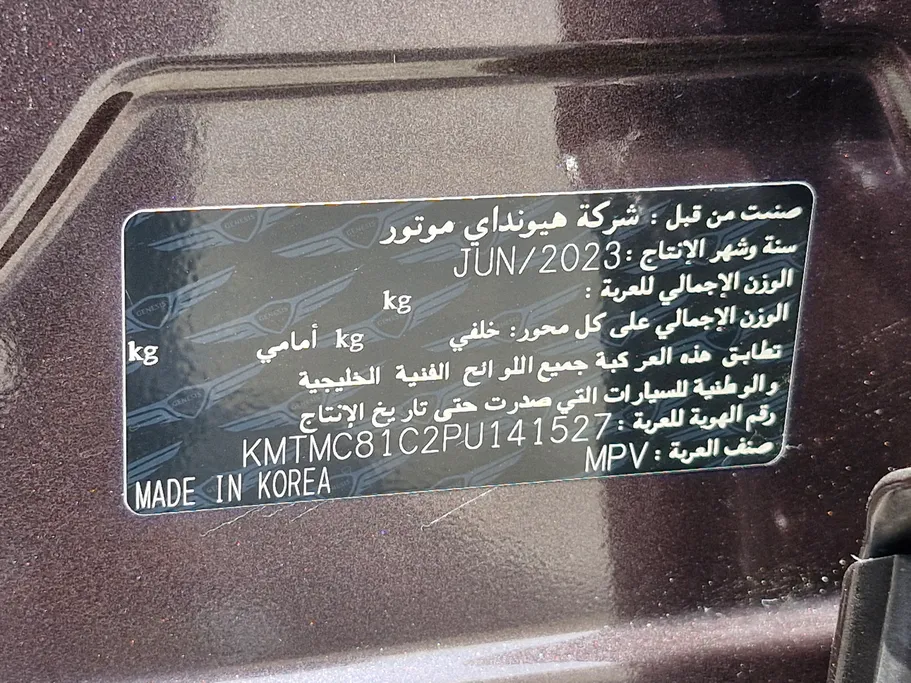 صنعت من قبل : شركة هيونداي موتور
سنة وشهر الإنتاج : JUN/2023
الوزن الإجمالي للعربة : kg
الوزن الإجمالي على كل محور: خلفي kg أمامي kg
تطابق هذه المركبة جميع اللوائح الفنية الخليجية
والوطنية للسيارات التي صدرت حتى تاريخ الإنتاج
رقم الهوية للعربة : KMTMC81C2PU141527
صنف العربة : MPV
MADE IN KOREA
GENESIS